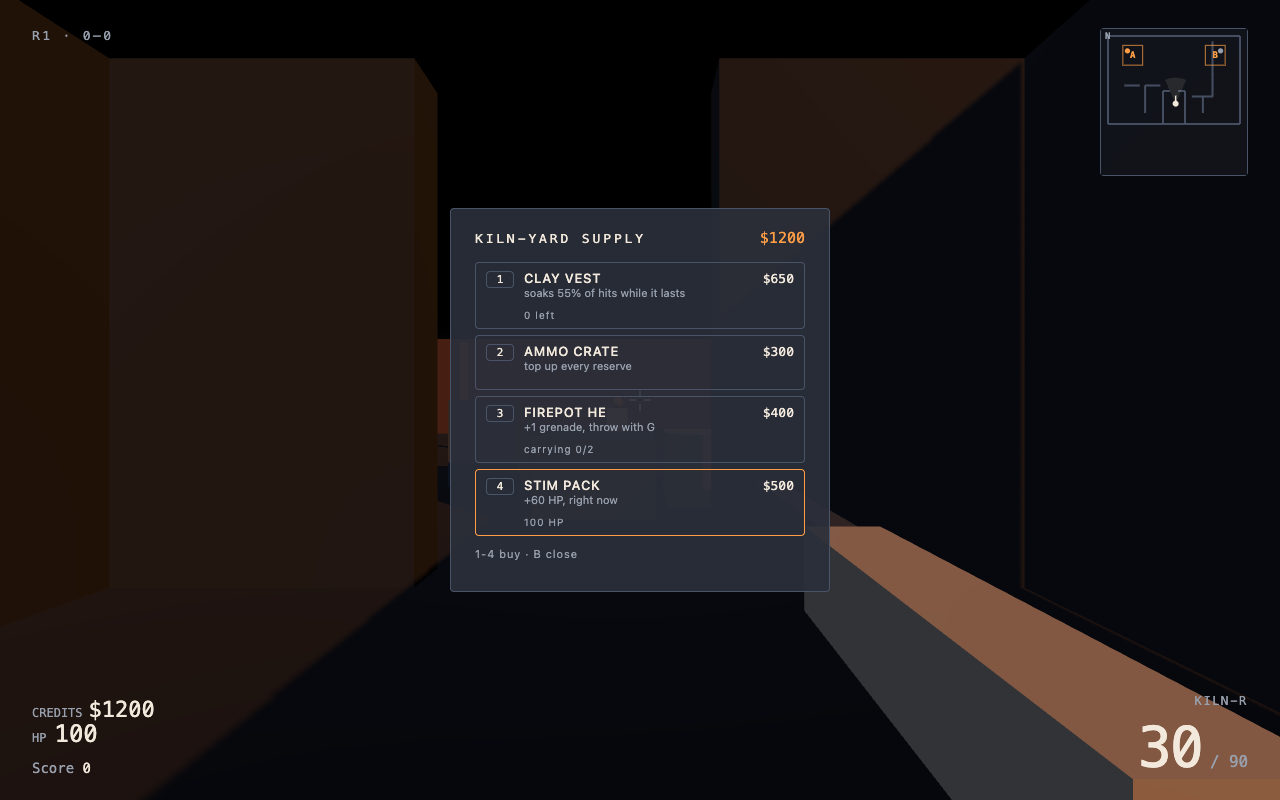 R1 · 0—0
N
A
B
KILN-YARD SUPPLY $1200
1 CLAY VEST $650
soaks 55% of hits while it lasts
0 left
2 AMMO CRATE $300
top up every reserve
3 FIREPOT HE $400
+1 grenade, throw with G
carrying 0/2
4 STIM PACK $500
+60 HP, right now
100 HP
1-4 buy · B close
CREDITS $1200
HP 100
Score 0
KILN-R
30 / 90